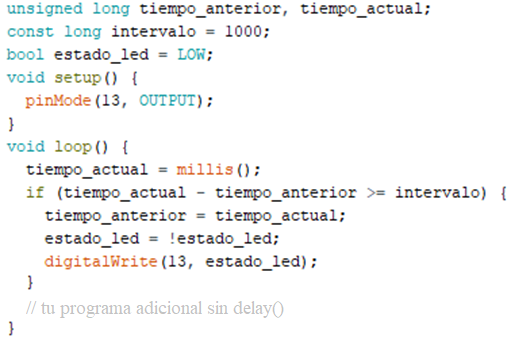 unsigned long tiempo_anterior, tiempo_actual;
const long intervalo = 1000;
bool estado_led = LOW;
void setup() {
  pinMode(13, OUTPUT);
}
void loop() {
  tiempo_actual = millis();
  if (tiempo_actual - tiempo_anterior >= intervalo) {
    tiempo_anterior = tiempo_actual;
    estado_led = !estado_led;
    digitalWrite(13, estado_led);
  }
  // tu programa adicional sin delay()
}